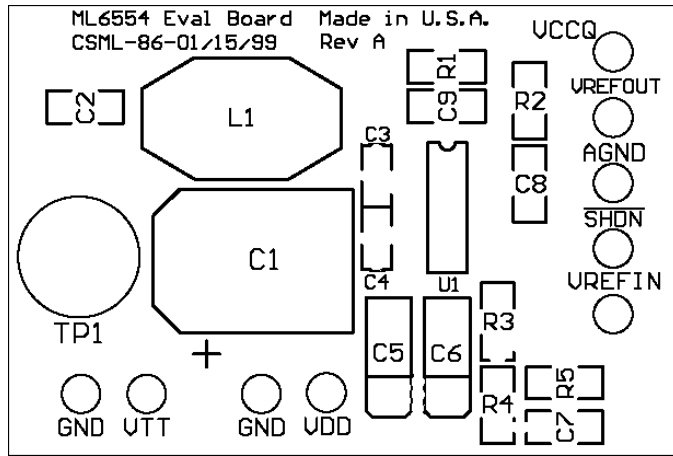 ML6554 Eval Board Made in U.S.A.
CSML-86-01/15/99 Rev A
VCCQ
R1
C2
C9
R2
VREFOUT
L1
C3
AGND
C8
SHDN
C1
C4
U1
VREFIN
TP1
R3
C5
C6
+
R5
R4
C7
GND
VTT
GND
VDD